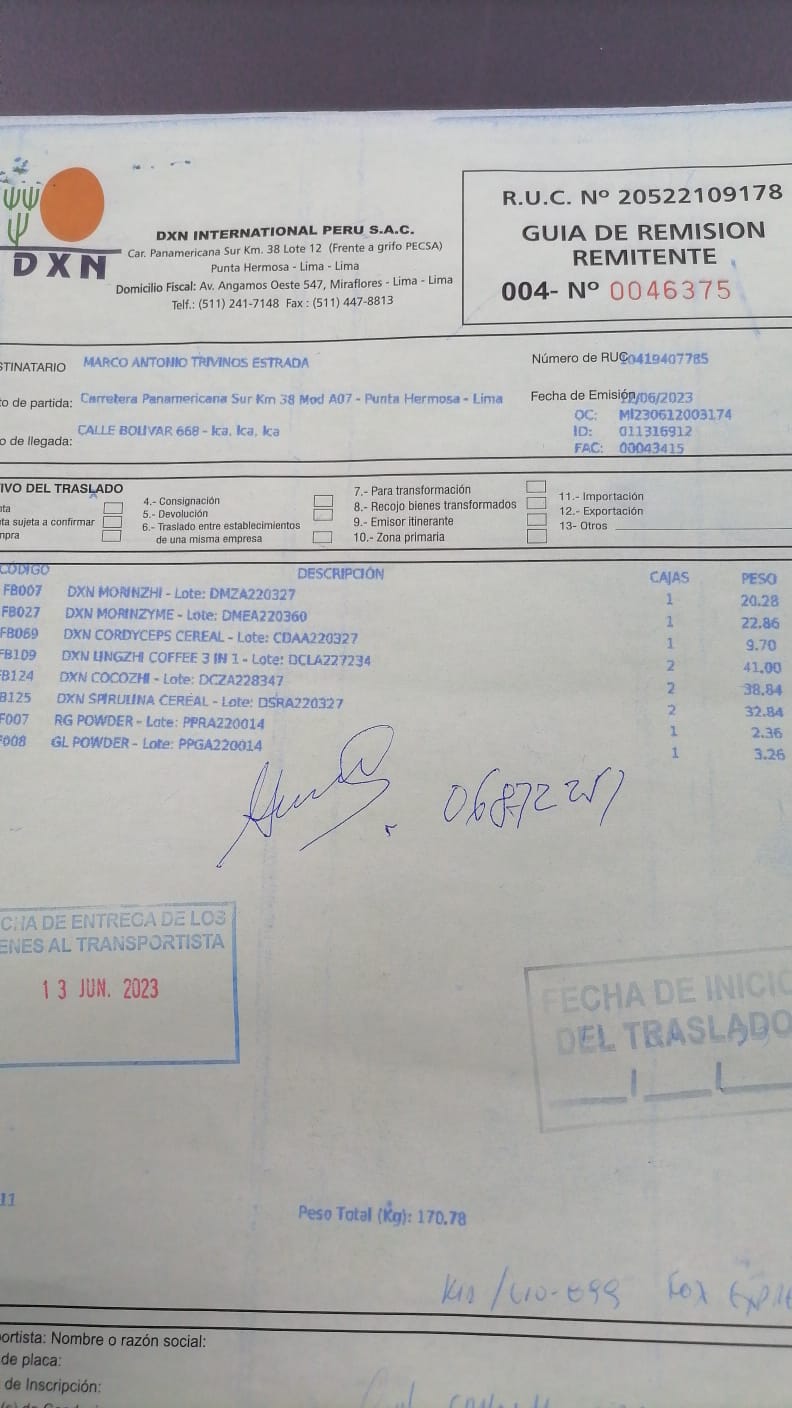 DXN
DXN INTERNATIONAL PERU S.A.C.
Car. Panamericana Sur Km. 38 Lote 12 (Frente a grifo PECSA)
Punta Hermosa - Lima - Lima
Domicilio Fiscal: Av. Angamos Oeste 547, Miraflores - Lima - Lima
Telf.: (511) 241-7148 Fax : (511) 447-8813
R.U.C. Nº 20522109178
GUIA DE REMISION
REMITENTE
004- Nº 0046375
STINATARIO MARCO ANTONIO TRIVINOS ESTRADA
Número de RUC 0419407785
to de partida: Carretera Panamericana Sur Km 38 Mod A07 - Punta Hermosa - Lima
Fecha de Emisión /06/2023
o de llegada: CALLE BOLIVAR 668 - Ica, Ica, Ica
OC: MI230612003174
ID: 011316912
FAC: 00043415
IVO DEL TRASLADO
nta
ta sujeta a confirmar
mpra
4.- Consignación
5.- Devolución
6.- Traslado entre establecimientos
de una misma empresa
7.- Para transformación
8.- Recojo bienes transformados
9.- Emisor itinerante
10.- Zona primaria
11.- Importación
12.- Exportación
13- Otros
CÓDIGO DESCRIPCIÓN CAJAS PESO
FB007 DXN MORINZHI - Lote: DMZA220327 1 20.28
FB027 DXN MORINZYME - Lote: DMEA220360 1 22.86
FB069 DXN CORDYCEPS CEREAL - Lote: CDAA220327 1 9.70
FB109 DXN LINGZHI COFFEE 3 IN 1 - Lote: DCLA227234 2 41.00
B124 DXN COCOZHI - Lote: DCZA228347 2 38.84
B125 DXN SPIRULINA CEREAL - Lote: DSRA220327 2 32.84
F007 RG POWDER - Lote: PPRA220014 1 2.36
F008 GL POWDER - Lote: PPGA220014 1 3.26
CHA DE ENTREGA DE LOS
ENES AL TRANSPORTISTA
13 JUN. 2023
FECHA DE INICIO
DEL TRASLADO
11
Peso Total (Kg): 170.78
ortista: Nombre o razón social:
de placa:
de Inscripción: